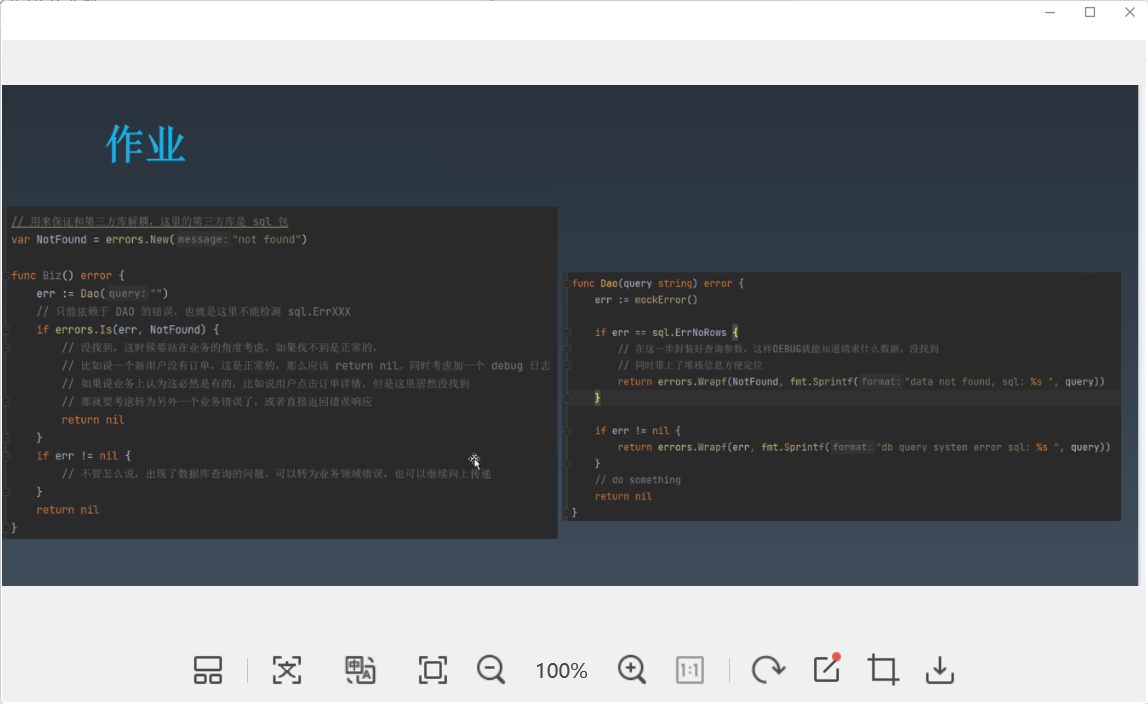 作业
// 用来保证和第三方库解耦, 这里的第三方库是 sql 包
var NotFound = errors.New( message: "not found")
func Biz() error {
err := Dao( query: "")
// 只能依赖于 DAO 的错误, 也就是这里不能检测 sql.ErrXXX
if errors.Is(err, NotFound) {
// 没找到, 这时候要站在业务的角度考虑, 如果找不到是正常的,
// 比如说一个新用户没有订单, 这是正常的, 那么应该 return nil。同时考虑加一个 debug 日志
// 如果说业务上认为这必然是有的, 比如说用户点击订单详情, 但是这里居然没找到
// 那就要考虑转为另外一个业务错误了, 或者直接返回错误响应
return nil
}
if err != nil {
// 不管怎么说, 出现了数据库查询的问题, 可以转为业务领域错误, 也可以继续向上传递
}
return nil
}
func Dao(query string) error {
err := mockError()
if err == sql.ErrNoRows {
// 在这一步封装好查询参数, 这样DEBUG就能知道请求什么数据, 没找到
// 同时带上了堆栈信息方便定位
return errors.Wrapf(NotFound, fmt.Sprintf( format: "data not found, sql: %s ", query))
}
if err != nil {
return errors.Wrapf(err, fmt.Sprintf( format: "db query system error sql: %s ", query))
}
// do something
return nil
}
100%
1:1